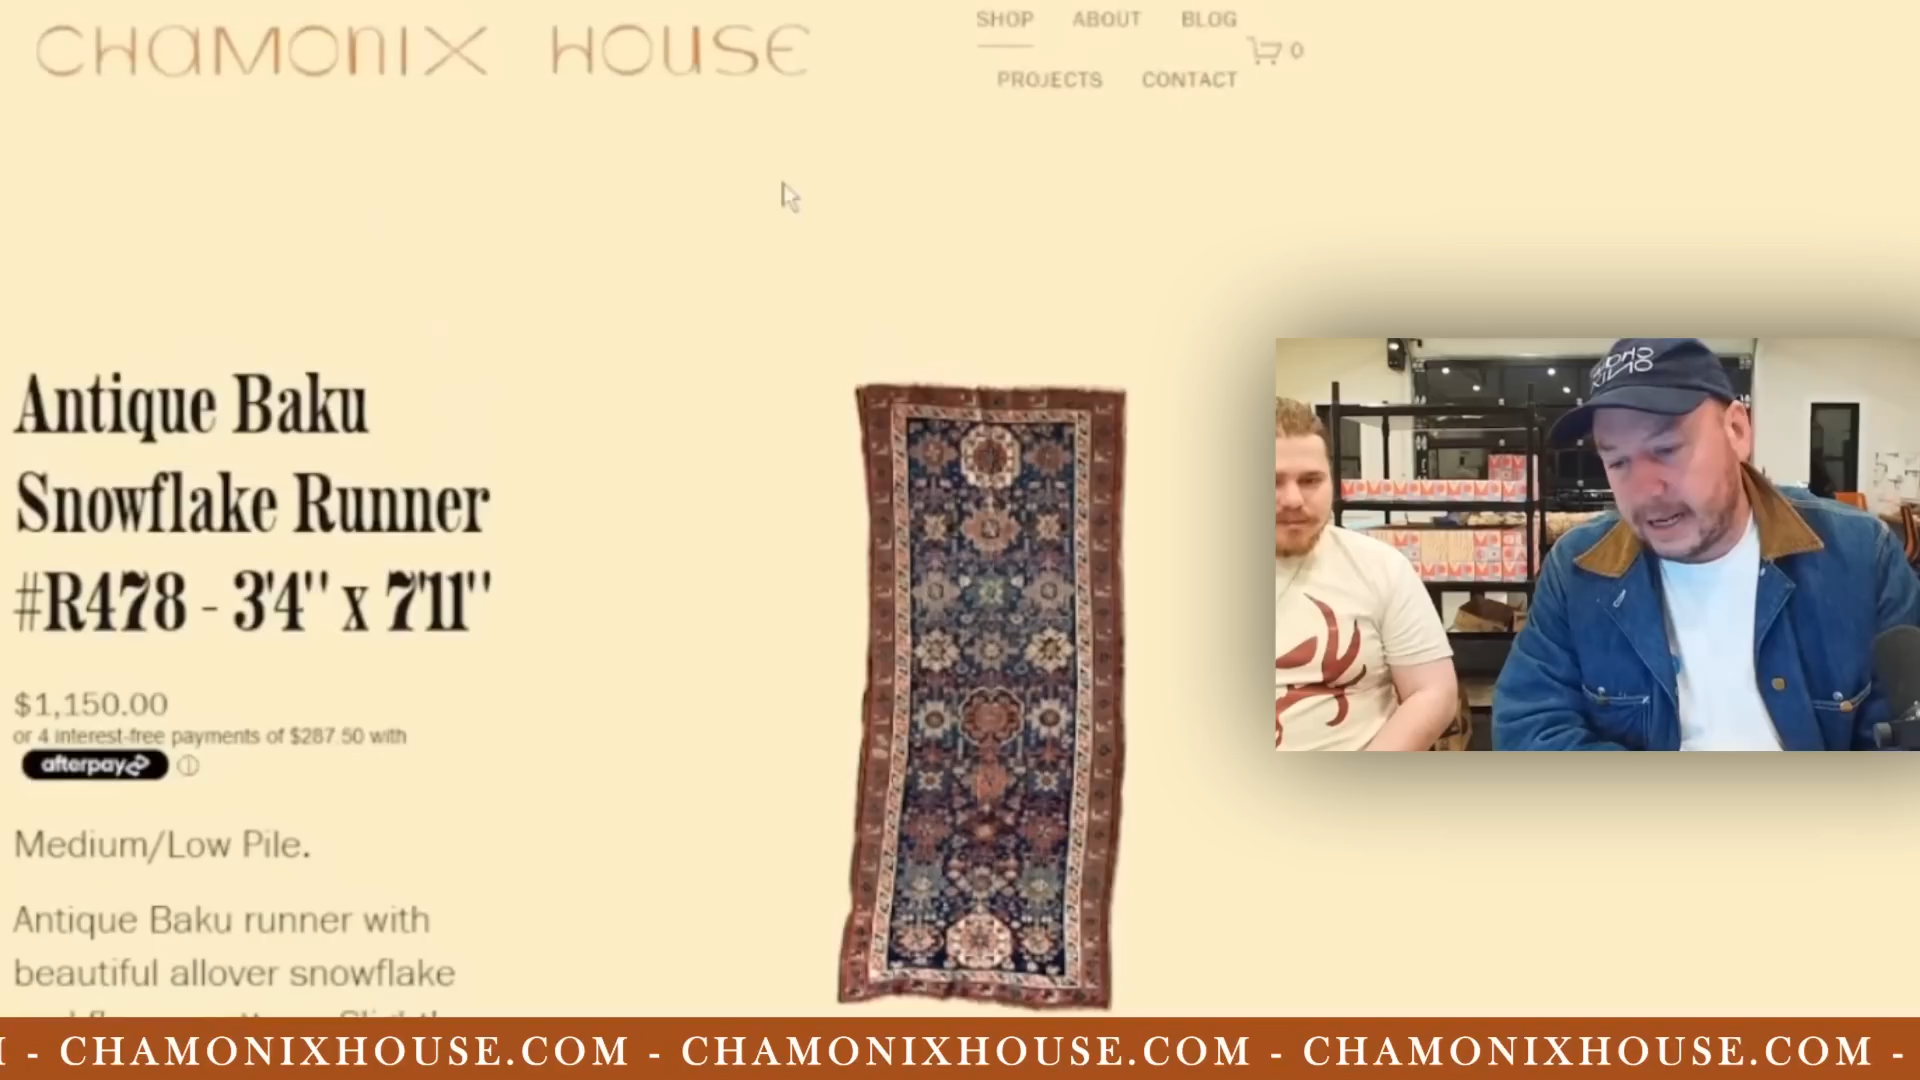 CHAMONIX HOUSE
SHOP ABOUT BLOG
0
PROJECTS CONTACT
Antique Baku
Snowflake Runner
#R478 - 3'4" x 7'11"
$1,150.00
or 4 interest-free payments of $287.50 with
afterpay
Medium/Low Pile.
Antique Baku runner with
beautiful allover snowflake
- CHAMONIXHOUSE.COM - CHAMONIXHOUSE.COM - CHAMONIXHOUSE.COM -